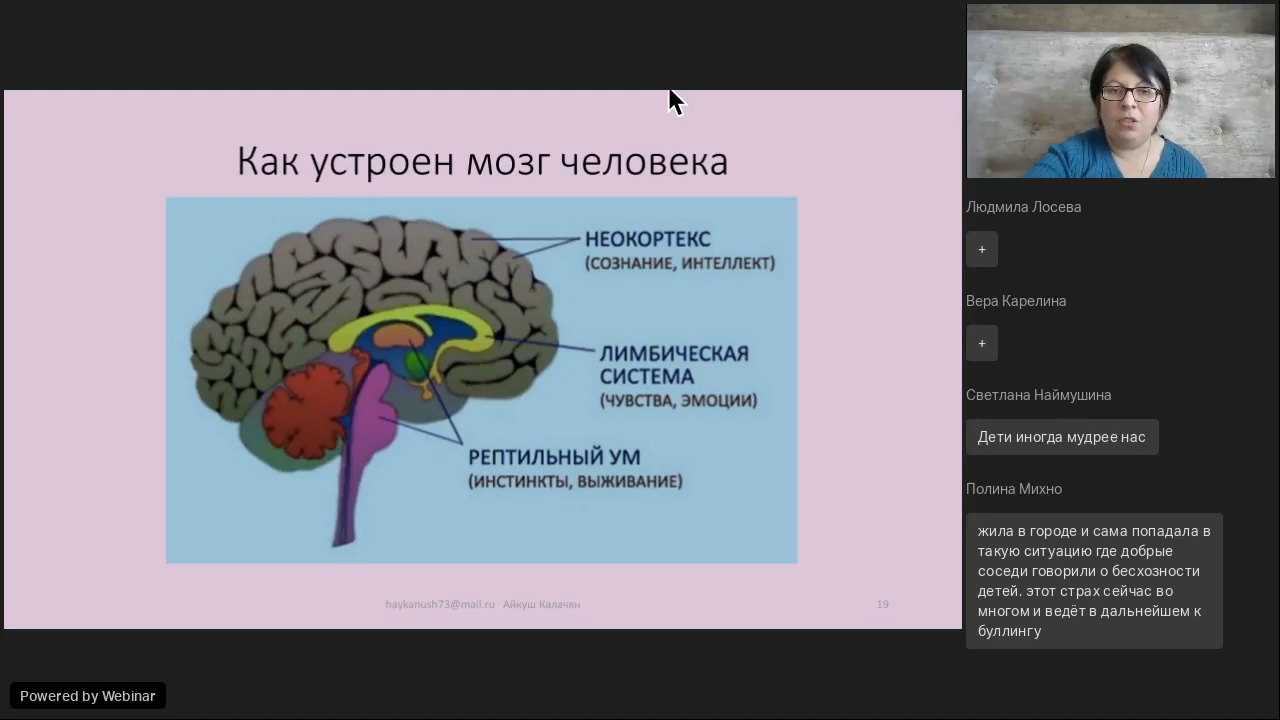 Как устроен мозг человека
НЕОКОРТЕКС
(СОЗНАНИЕ, ИНТЕЛЛЕКТ)
ЛИМБИЧЕСКАЯ
СИСТЕМА
(ЧУВСТВА, ЭМОЦИИ)
РЕПТИЛЬНЫЙ УМ
(ИНСТИНКТЫ, ВЫЖИВАНИЕ)
haykanush73@mail.ru Айкуш Калачян
19
Людмила Лосева
+
Вера Карелина
+
Светлана Наймушина
Дети иногда мудрее нас
Полина Михно
жила в городе и сама попадала в
такую ситуацию где добрые
соседи говорили о бесхозности
детей. этот страх сейчас во
многом и ведёт в дальнейшем к
буллингу
Powered by Webinar